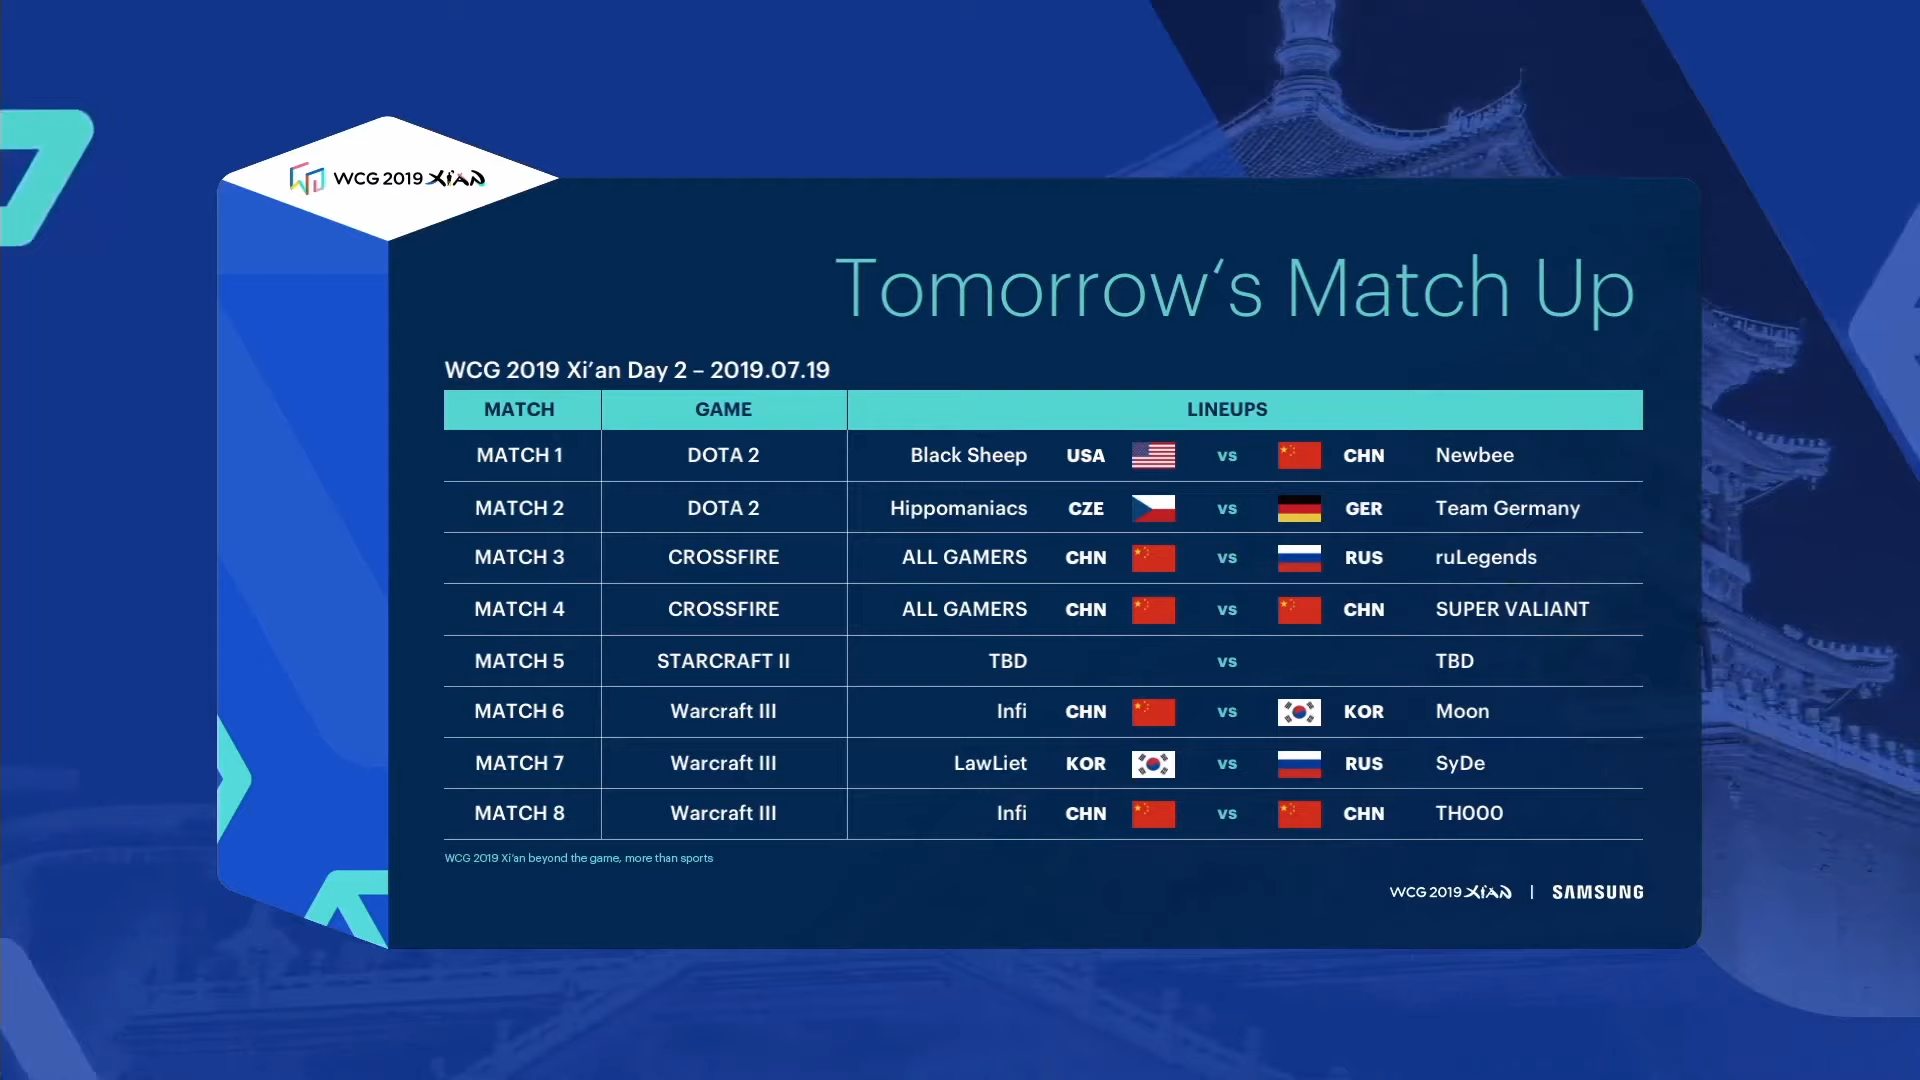 WCG 2019 XI'AN
Tomorrow‘s Match Up
WCG 2019 Xi’an Day 2 – 2019.07.19
MATCH GAME LINEUPS
MATCH 1 DOTA 2 Black Sheep USA vs CHN Newbee
MATCH 2 DOTA 2 Hippomaniacs CZE vs GER Team Germany
MATCH 3 CROSSFIRE ALL GAMERS CHN vs RUS ruLegends
MATCH 4 CROSSFIRE ALL GAMERS CHN vs CHN SUPER VALIANT
MATCH 5 STARCRAFT II TBD vs TBD
MATCH 6 Warcraft III Infi CHN vs KOR Moon
MATCH 7 Warcraft III LawLiet KOR vs RUS SyDe
MATCH 8 Warcraft III Infi CHN vs CHN TH000
WCG 2019 Xi'an beyond the game, more than sports
WCG 2019 XI'AN | SAMSUNG